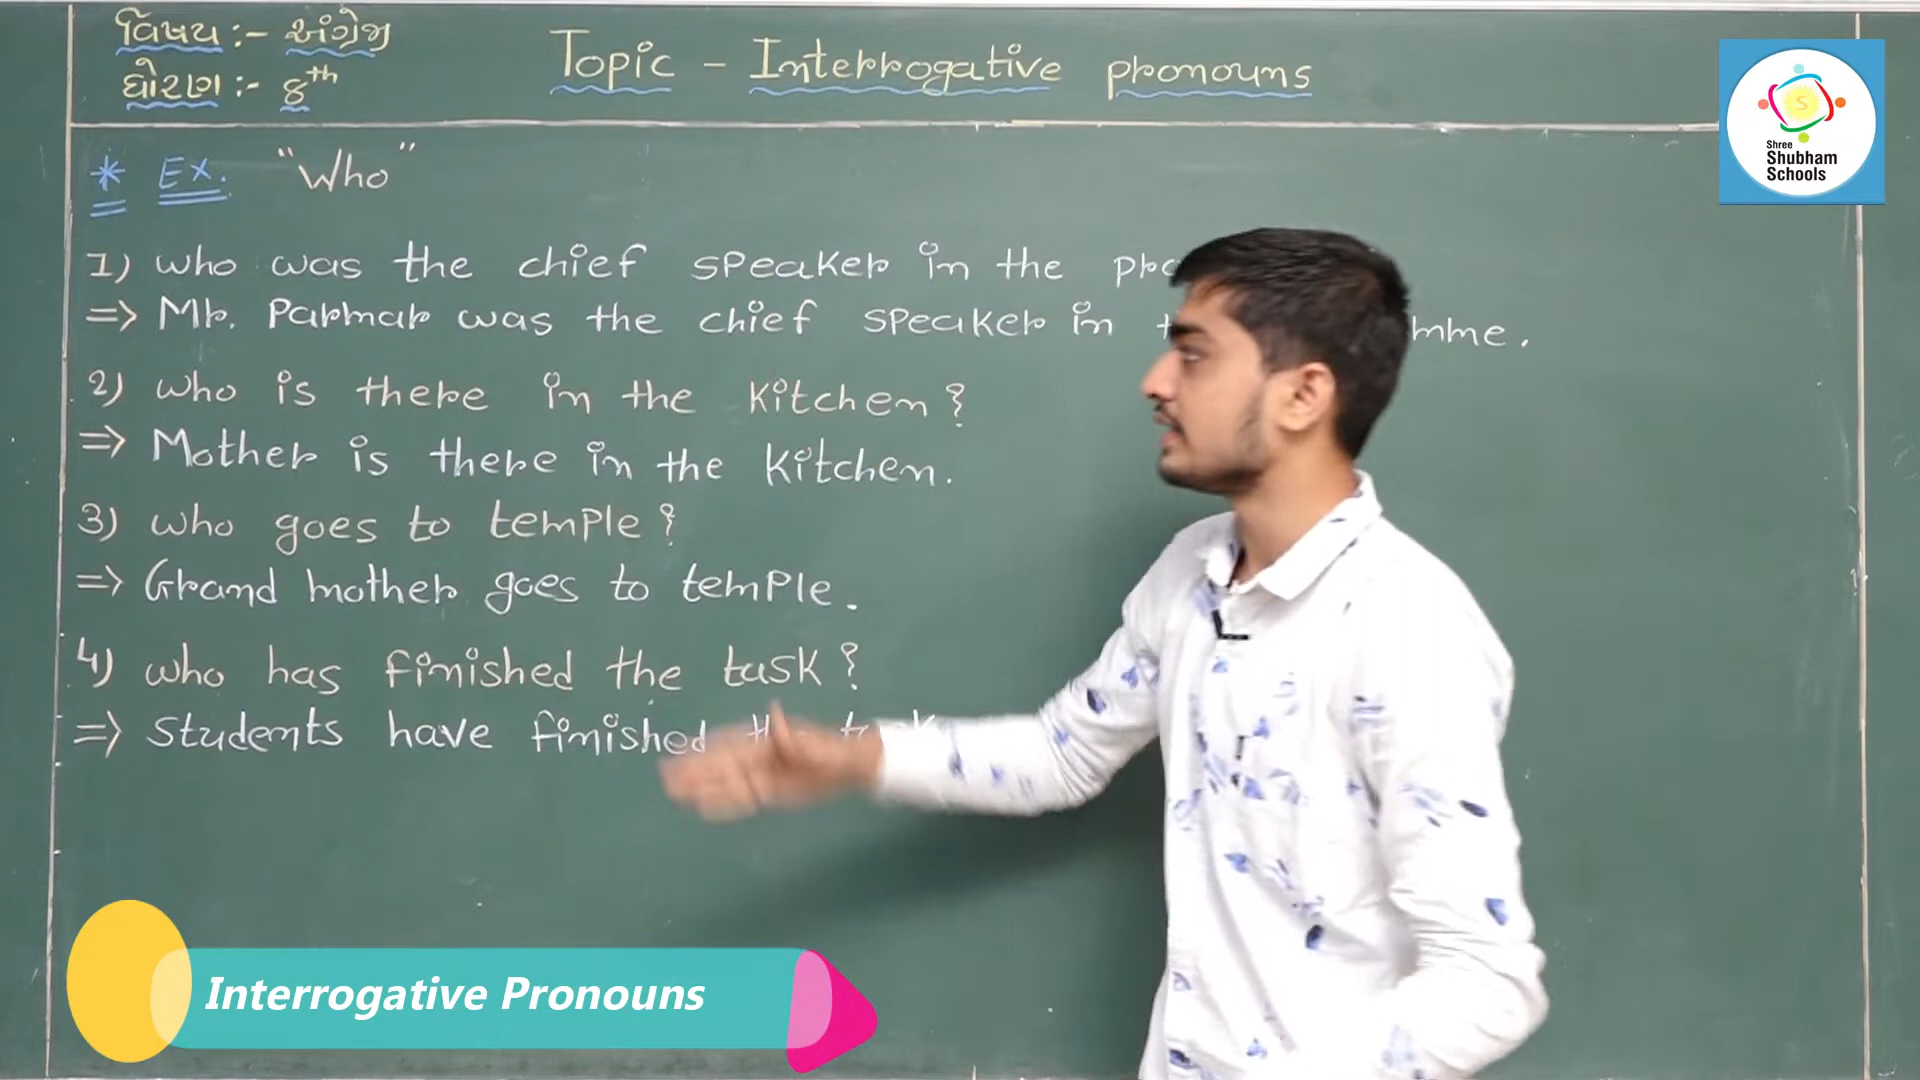 વિષય :- અંગ્રેજી
ધોરણ :- 8th
Topic - Interrogative pronouns
* Ex. "Who"
1) who was the chief speaker in the
=> Mr. Parmar was the chief speaker in
2) who is there in the kitchen ?
=> Mother is there in the kitchen.
3) who goes to temple ?
=> Grand mother goes to temple.
4) who has finished the task ?
=> Students have finished
Interrogative Pronouns
S
Shree
Shubham
Schools